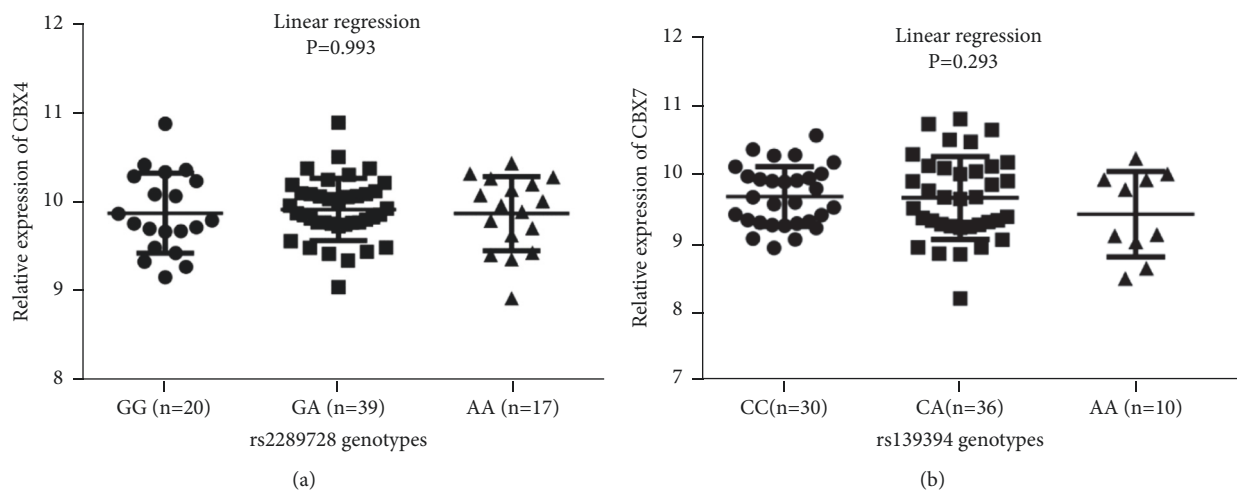 Linear regression
P=0.993
Relative expression of CBX4
12
11
10
9
8
GG (n=20)
GA (n=39)
AA (n=17)
rs2289728 genotypes
(a)
Linear regression
P=0.293
Relative expression of CBX7
12
11
10
9
8
7
CC(n=30)
CA(n=36)
AA (n=10)
rs139394 genotypes
(b)